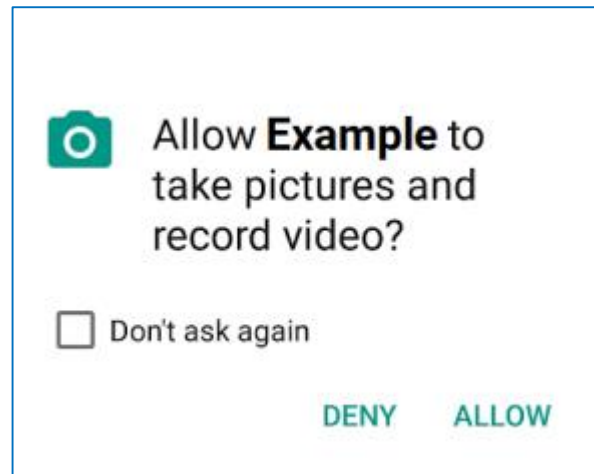 Allow Example to
take pictures and
record video?
Don't ask again
DENY ALLOW